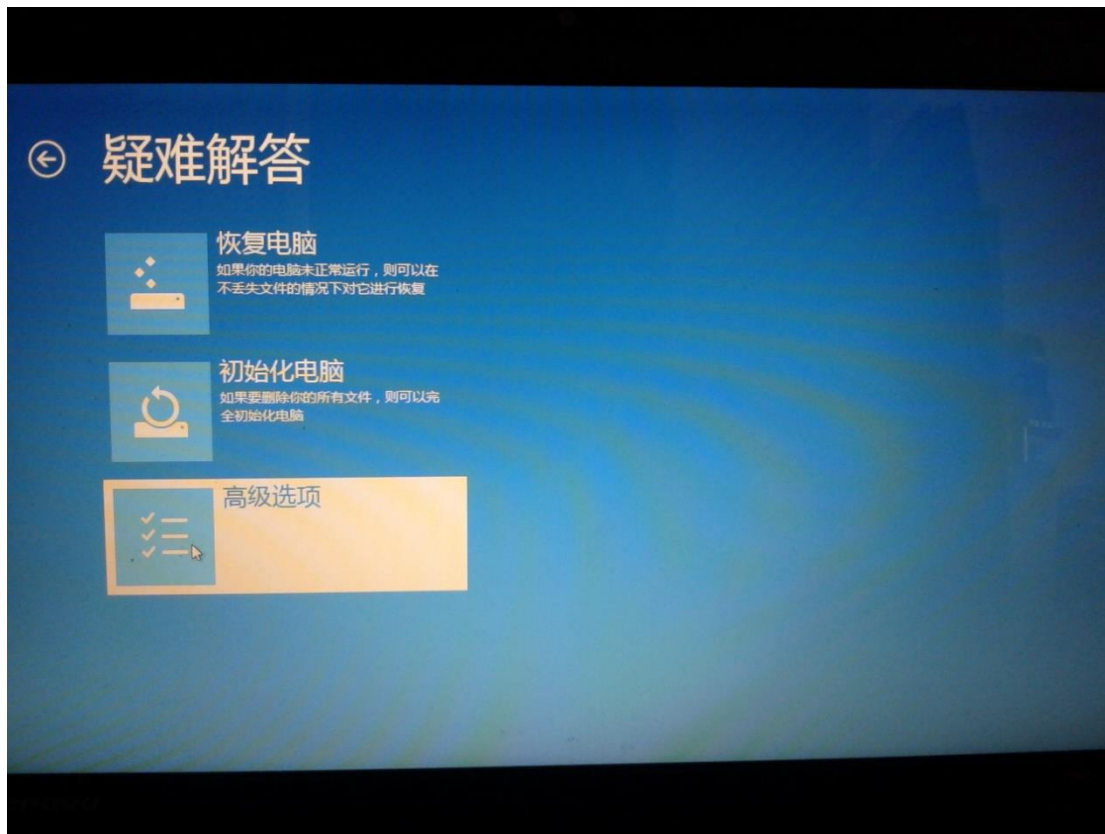 疑难解答
恢复电脑
如果你的电脑未正常运行，则可以在
不丢失文件的情况下对它进行恢复
初始化电脑
如果要删除你的所有文件，则可以完
全初始化电脑
高级选项